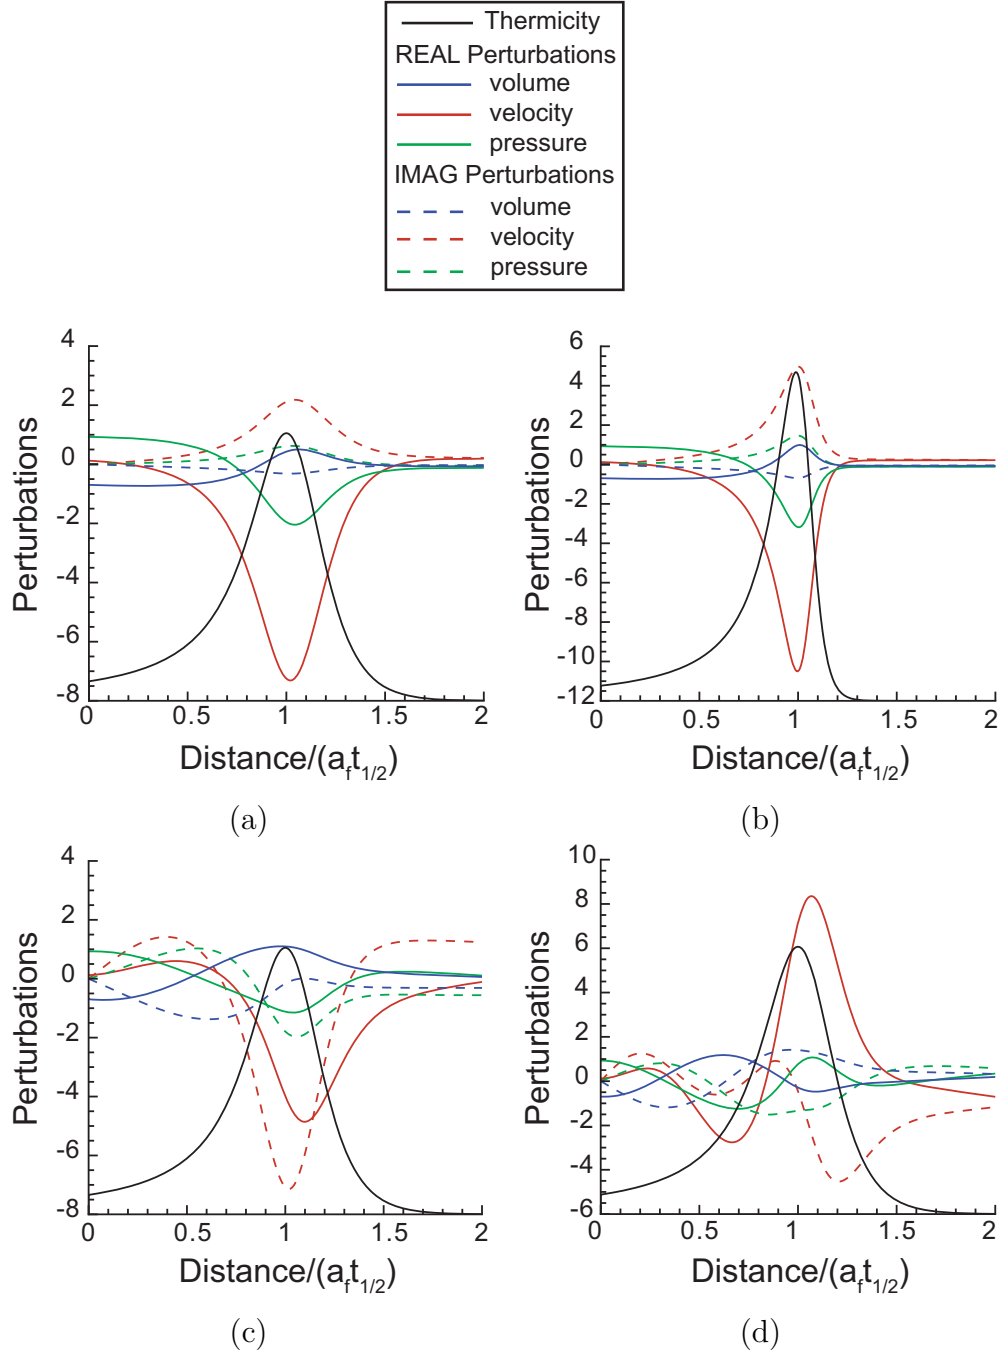 Thermicity
REAL Perturbations
volume
velocity
pressure
IMAG Perturbations
volume
velocity
pressure
4
2
0
-2
-4
-6
-8
Perturbations
0 0.5 1 1.5 2
Distance/(a_f t_1/2)
(a)
6
4
2
0
-2
-4
-6
-8
-10
-12
Perturbations
0 0.5 1 1.5 2
Distance/(a_f t_1/2)
(b)
4
2
0
-2
-4
-6
-8
Perturbations
0 0.5 1 1.5 2
Distance/(a_f t_1/2)
(c)
10
8
6
4
2
0
-2
-4
-6
Perturbations
0 0.5 1 1.5 2
Distance/(a_f t_1/2)
(d)